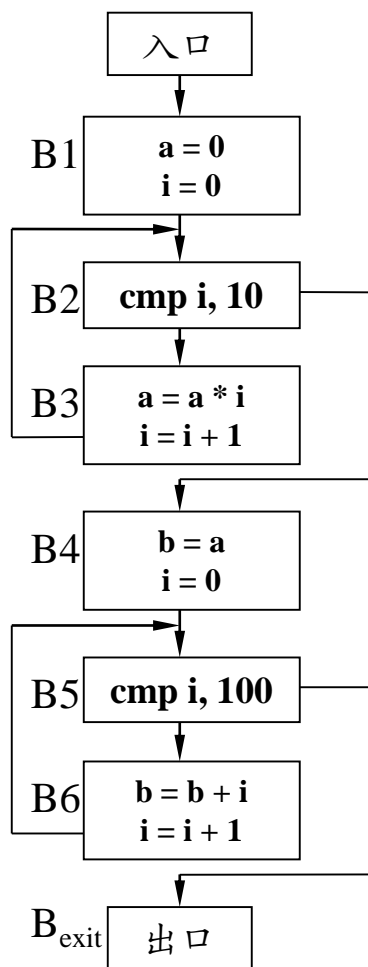 入口
B1
a = 0
i = 0
B2
cmp i, 10
B3
a = a * i
i = i + 1
B4
b = a
i = 0
B5
cmp i, 100
B6
b = b + i
i = i + 1
Bexit
出口